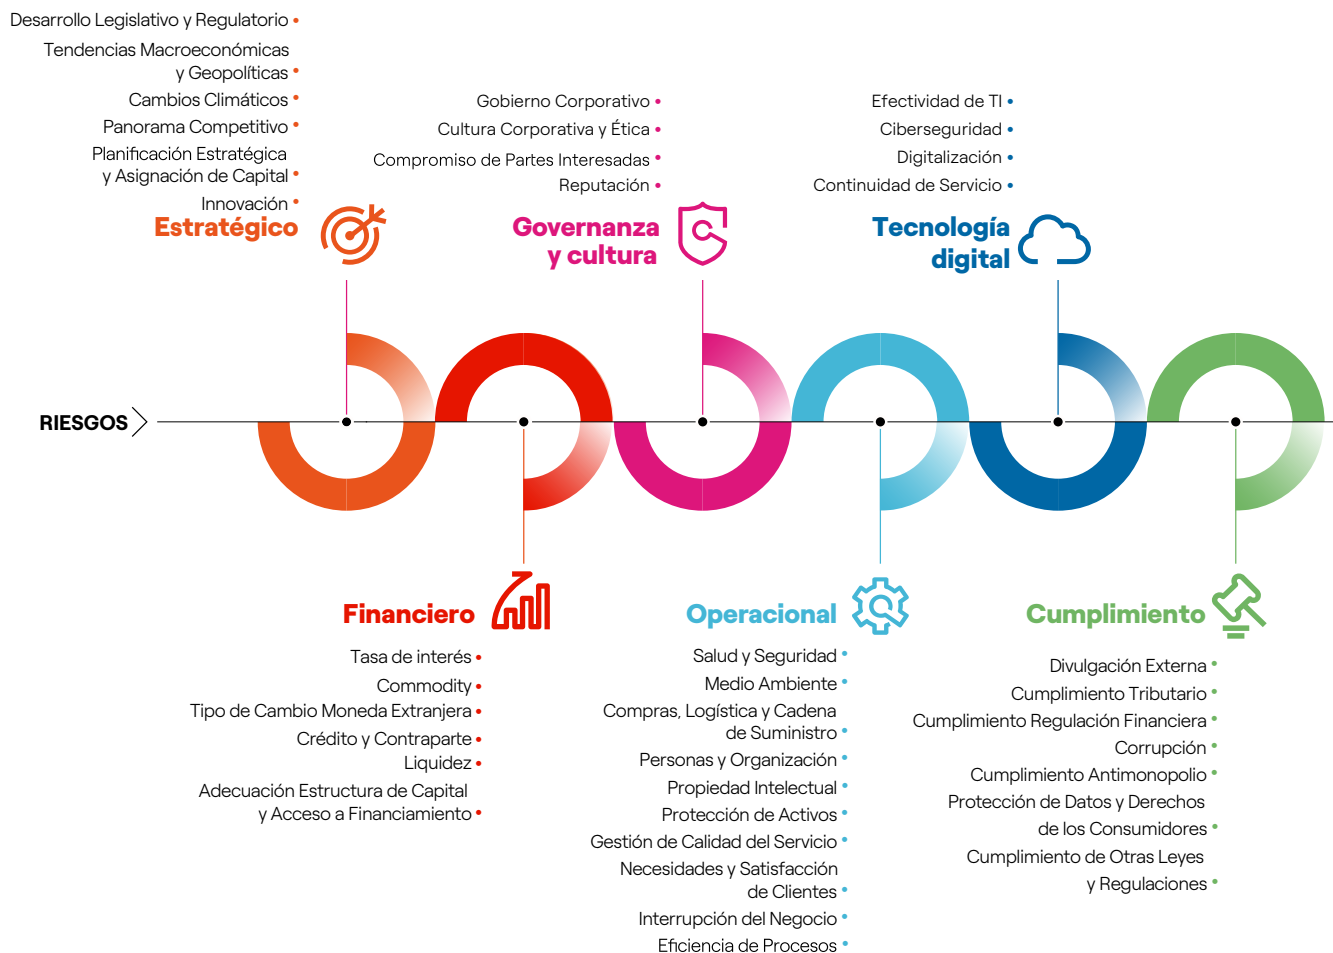 Desarrollo Legislativo y Regulatorio
Tendencias Macroeconómicas
y Geopolíticas
Cambios Climáticos
Panorama Competitivo
Planificación Estratégica
y Asignación de Capital
Innovación
Estratégico
Gobierno Corporativo
Cultura Corporativa y Ética
Compromiso de Partes Interesadas
Reputación
Governanza
y cultura
Efectividad de TI
Ciberseguridad
Digitalización
Continuidad de Servicio
Tecnología
digital
RIESGOS
Financiero
Tasa de interés
Commodity
Tipo de Cambio Moneda Extranjera
Crédito y Contraparte
Liquidez
Adecuación Estructura de Capital
y Acceso a Financiamiento
Operacional
Salud y Seguridad
Medio Ambiente
Compras, Logística y Cadena
de Suministro
Personas y Organización
Propiedad Intelectual
Protección de Activos
Gestión de Calidad del Servicio
Necesidades y Satisfacción
de Clientes
Interrupción del Negocio
Eficiencia de Procesos
Cumplimiento
Divulgación Externa
Cumplimiento Tributario
Cumplimiento Regulación Financiera
Corrupción
Cumplimiento Antimonopolio
Protección de Datos y Derechos
de los Consumidores
Cumplimiento de Otras Leyes
y Regulaciones